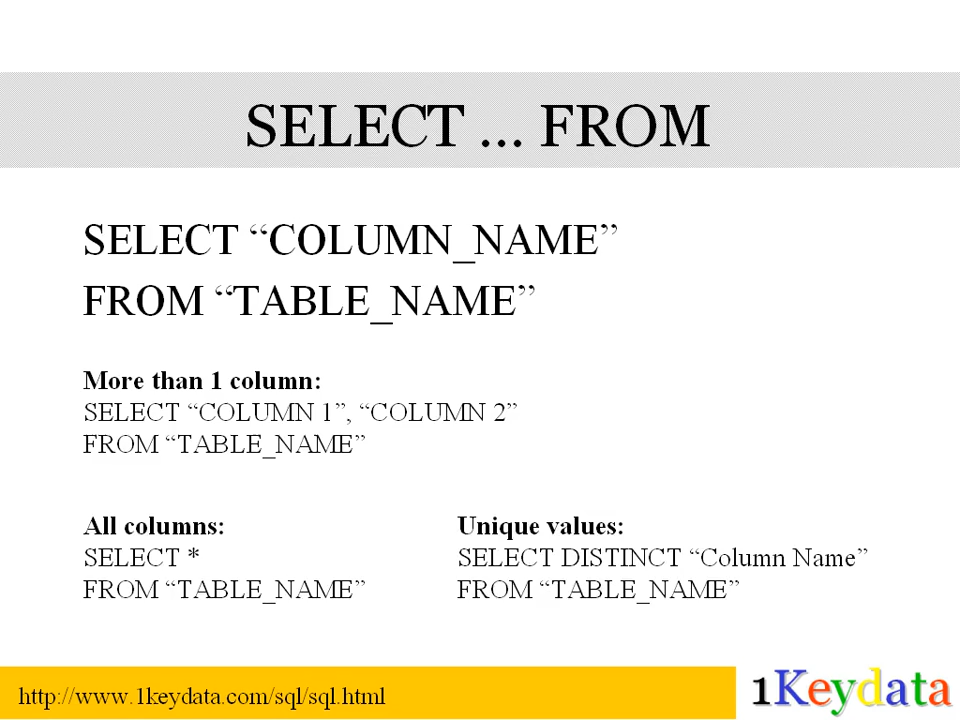 SELECT ... FROM
SELECT “COLUMN_NAME”
FROM “TABLE_NAME”
More than 1 column:
SELECT “COLUMN 1”, “COLUMN 2”
FROM “TABLE_NAME”
All columns:
SELECT *
FROM “TABLE_NAME”
Unique values:
SELECT DISTINCT “Column Name”
FROM “TABLE_NAME”
http://www.1keydata.com/sql/sql.html
1Keydata